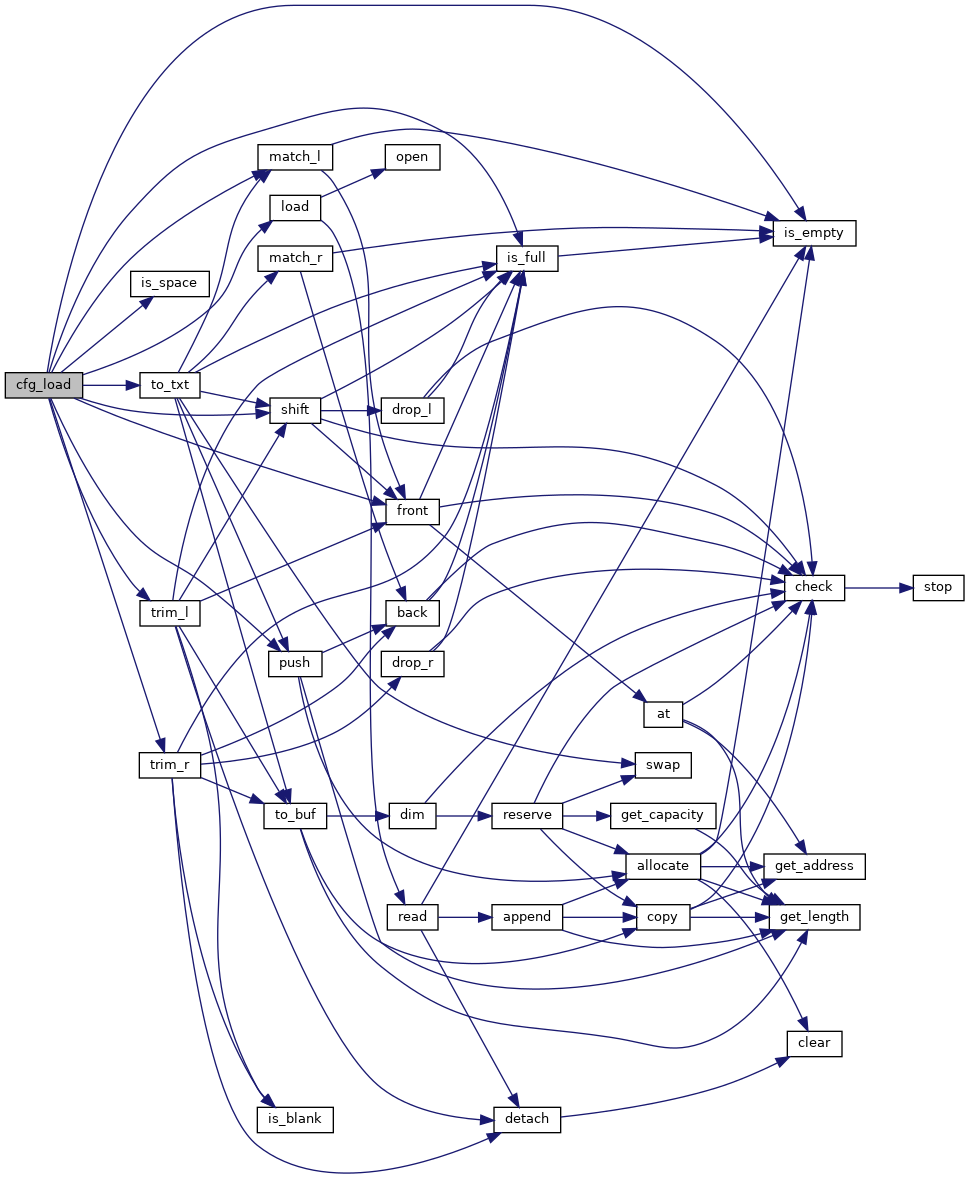 cfg_load
is_space
to_txt
trim_l
trim_r
match_l
load
match_r
shift
push
to_buf
is_blank
open
drop_l
front
back
drop_r
dim
read
is_full
reserve
append
detach
at
swap
get_capacity
allocate
copy
is_empty
check
get_address
get_length
clear
stop